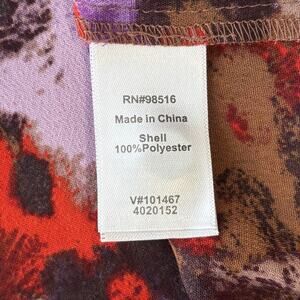 RN#98516
Made in China
Shell
100%Polyester
V#101467
4020152